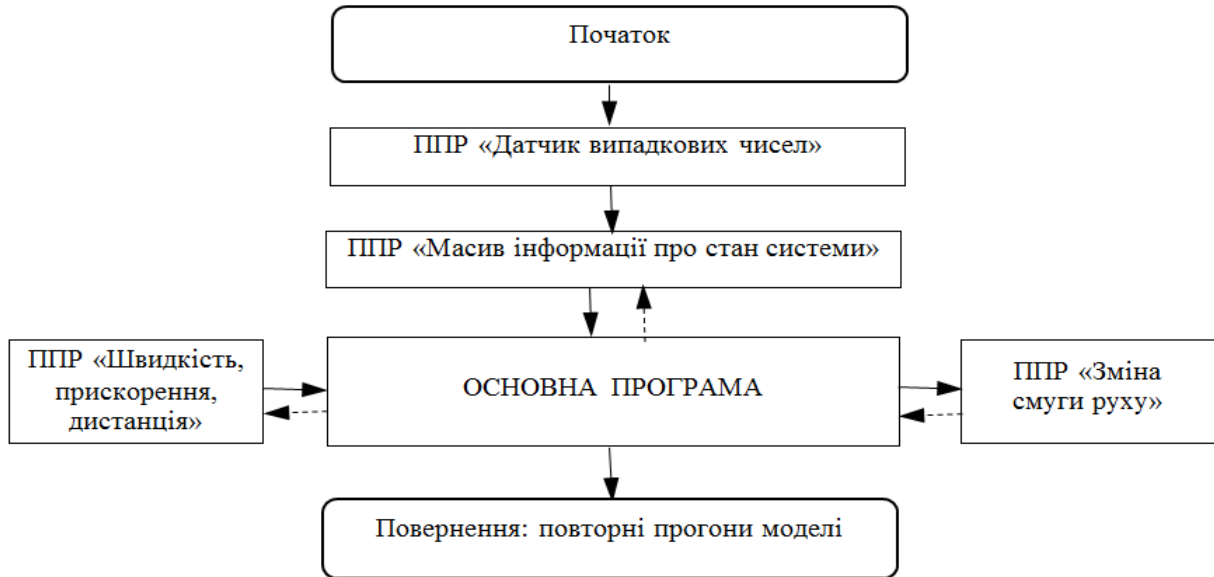 Початок
ППР «Датчик випадкових чисел»
ППР «Масив інформації про стан системи»
ППР «Швидкість,
прискорення,
дистанція»
ОСНОВНА ПРОГРАМА
ППР «Зміна
смуги руху»
Повернення: повторні прогони моделі